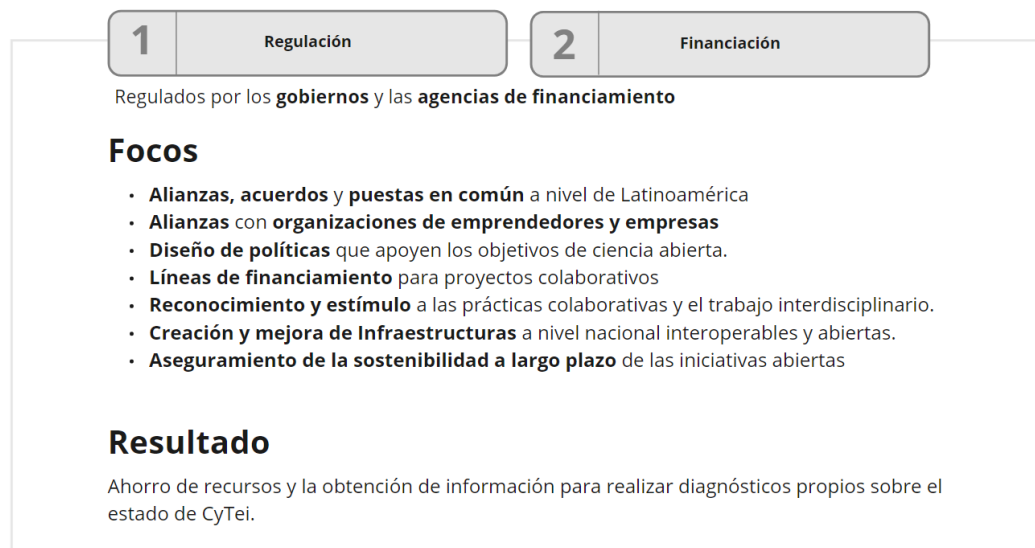 1 Regulación 2 Financiación
Regulados por los gobiernos y las agencias de financiamiento
Focos
• Alianzas, acuerdos y puestas en común a nivel de Latinoamérica
• Alianzas con organizaciones de emprendedores y empresas
• Diseño de políticas que apoyen los objetivos de ciencia abierta.
• Líneas de financiamiento para proyectos colaborativos
• Reconocimiento y estímulo a las prácticas colaborativas y el trabajo interdisciplinario.
• Creación y mejora de Infraestructuras a nivel nacional interoperables y abiertas.
• Aseguramiento de la sostenibilidad a largo plazo de las iniciativas abiertas
Resultado
Ahorro de recursos y la obtención de información para realizar diagnósticos propios sobre el
estado de CyTei.